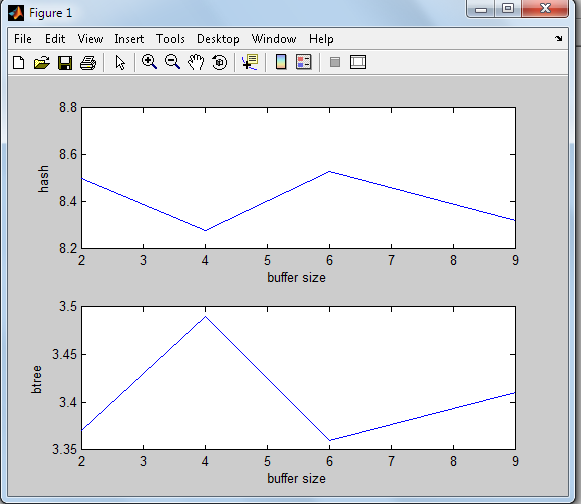 Figure 1
File Edit View Insert Tools Desktop Window Help
8.8
8.6
8.4
8.2
hash
2 3 4 5 6 7 8 9
buffer size
3.5
3.45
3.4
3.35
btree
2 3 4 5 6 7 8 9
buffer size